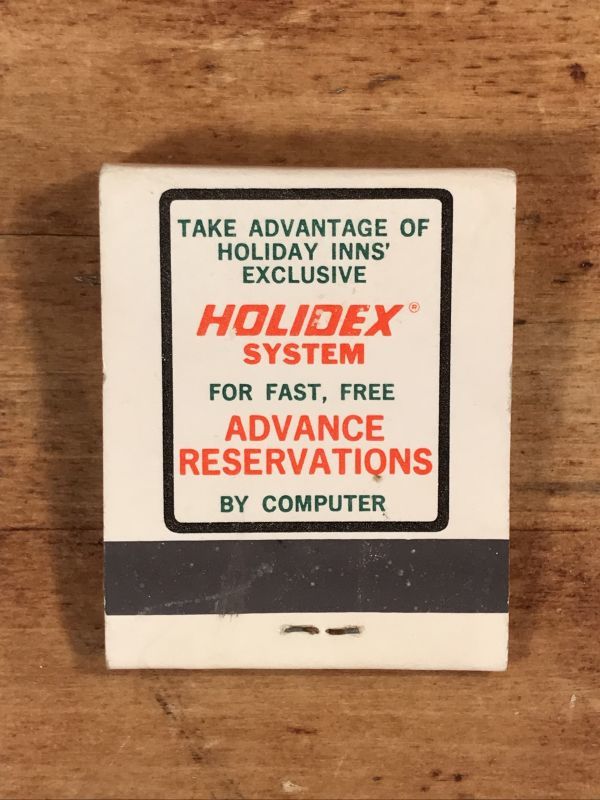 TAKE ADVANTAGE OF
HOLIDAY INNS'
EXCLUSIVE
HOLIDEX®
SYSTEM
FOR FAST, FREE
ADVANCE
RESERVATIONS
BY COMPUTER